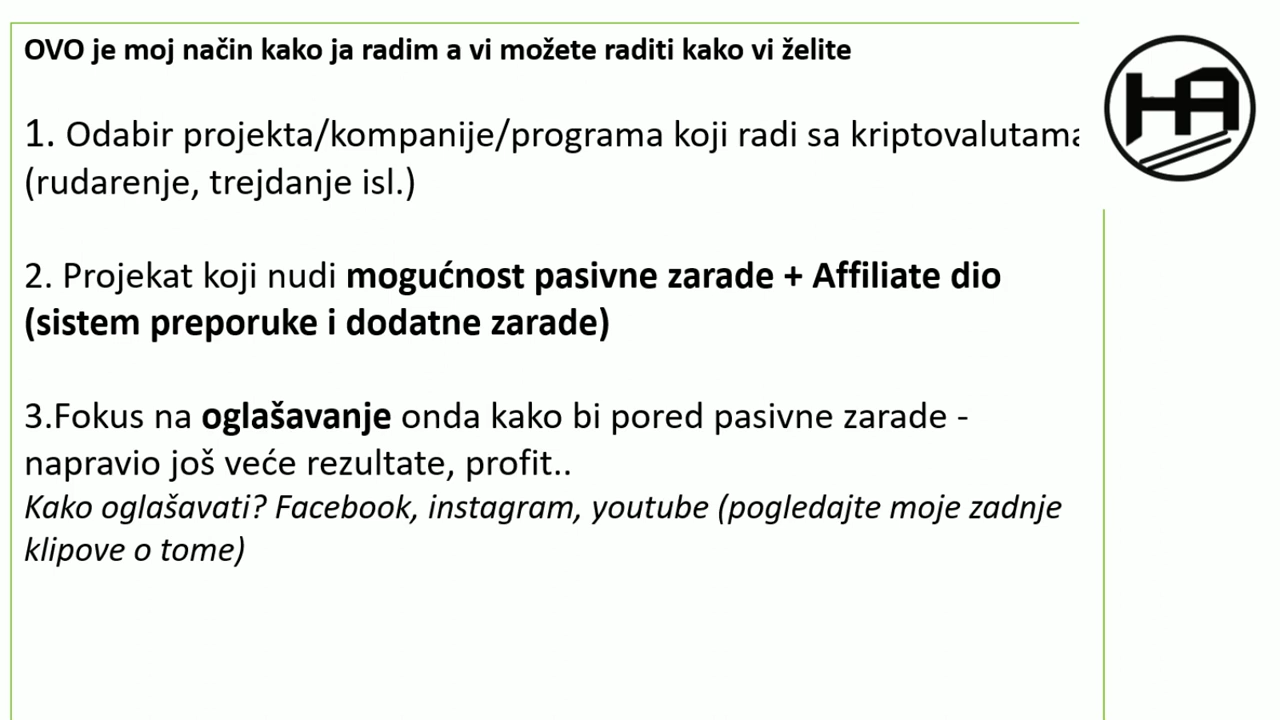 OVO je moj način kako ja radim a vi možete raditi kako vi želite
1. Odabir projekta/kompanije/programa koji radi sa kriptovalutama
(rudarenje, trejdanje isl.)
2. Projekat koji nudi mogućnost pasivne zarade + Affiliate dio
(sistem preporuke i dodatne zarade)
3.Fokus na oglašavanje onda kako bi pored pasivne zarade -
napravio još veće rezultate, profit..
Kako oglašavati? Facebook, instagram, youtube (pogledajte moje zadnje
klipove o tome)
HA